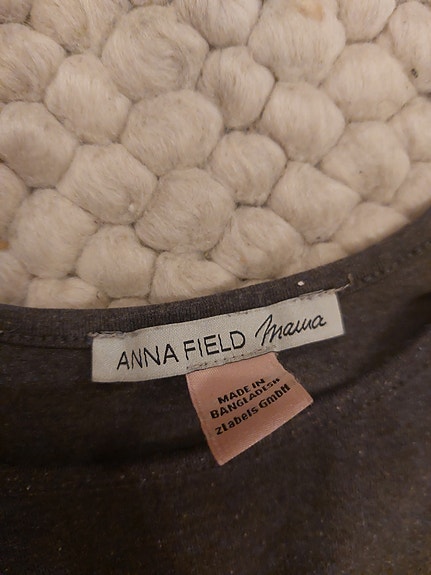 ANNA FIELD mama
MADE IN
BANGLADESH
zLabels GmbH